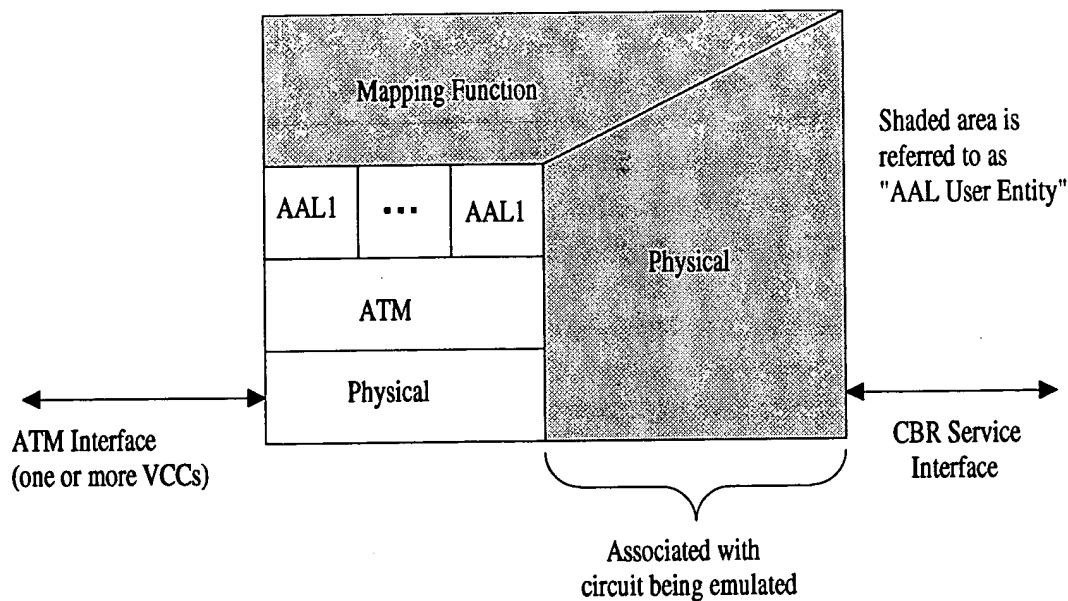 Mapping Function
Shaded area is
referred to as
"AAL User Entity"
AAL1
...
AAL1
Physical
ATM
Physical
ATM Interface
(one or more VCCs)
CBR Service
Interface
Associated with
circuit being emulated